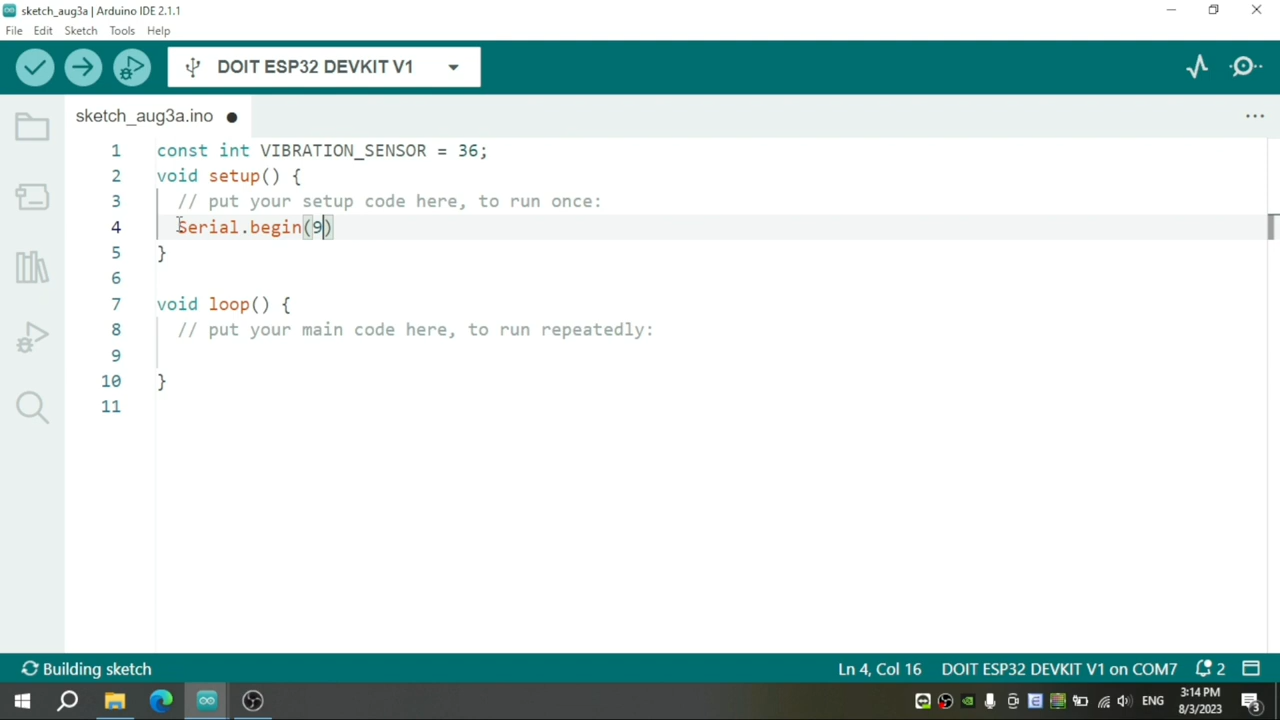 sketch_aug3a | Arduino IDE 2.1.1
File Edit Sketch Tools Help
DOIT ESP32 DEVKIT V1
sketch_aug3a.ino
1 const int VIBRATION_SENSOR = 36;
2 void setup() {
3 // put your setup code here, to run once:
4 Serial.begin(9)
5 }
6
7 void loop() {
8 // put your main code here, to run repeatedly:
9
10 }
11
Building sketch Ln 4, Col 16 DOIT ESP32 DEVKIT V1 on COM7 2
ENG 3:14 PM
8/3/2023 3